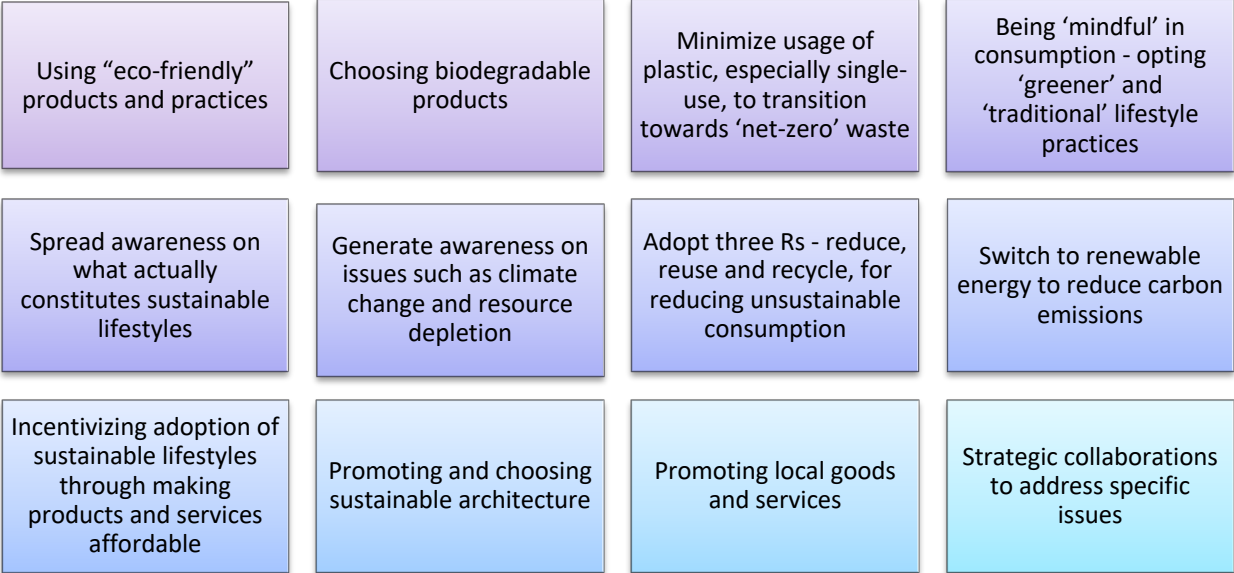 Using “eco-friendly”
products and practices
Choosing biodegradable
products
Minimize usage of
plastic, especially single-
use, to transition
towards ‘net-zero’ waste
Being ‘mindful’ in
consumption - opting
‘greener’ and
‘traditional’ lifestyle
practices
Spread awareness on
what actually
constitutes sustainable
lifestyles
Generate awareness on
issues such as climate
change and resource
depletion
Adopt three Rs - reduce,
reuse and recycle, for
reducing unsustainable
consumption
Switch to renewable
energy to reduce carbon
emissions
Incentivizing adoption of
sustainable lifestyles
through making
products and services
affordable
Promoting and choosing
sustainable architecture
Promoting local goods
and services
Strategic collaborations
to address specific
issues